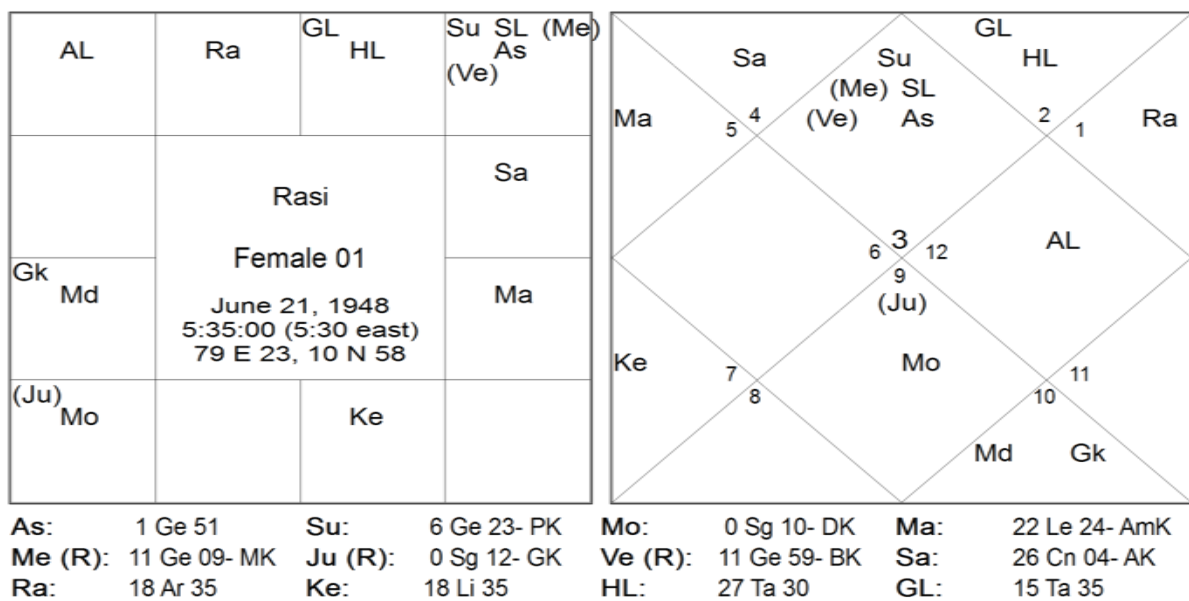 AL Ra GL HL Su SL (Me)
As
(Ve)
Sa
Rasi
Female 01
June 21, 1948
5:35:00 (5:30 east)
79 E 23, 10 N 58
Gk
Md
Ma
(Ju)
Mo
Ke
GL
Sa Su HL
(Me) SL
Ma 5 4 (Ve) As 2 1 Ra
3 AL
6 12
9
(Ju)
Ke 7 Mo 11
8 10
Md Gk
As: 1 Ge 51 Su: 6 Ge 23- PK Mo: 0 Sg 10- DK Ma: 22 Le 24- AmK
Me (R): 11 Ge 09- MK Ju (R): 0 Sg 12- GK Ve (R): 11 Ge 59- BK Sa: 26 Cn 04- AK
Ra: 18 Ar 35 Ke: 18 Li 35 HL: 27 Ta 30 GL: 15 Ta 35